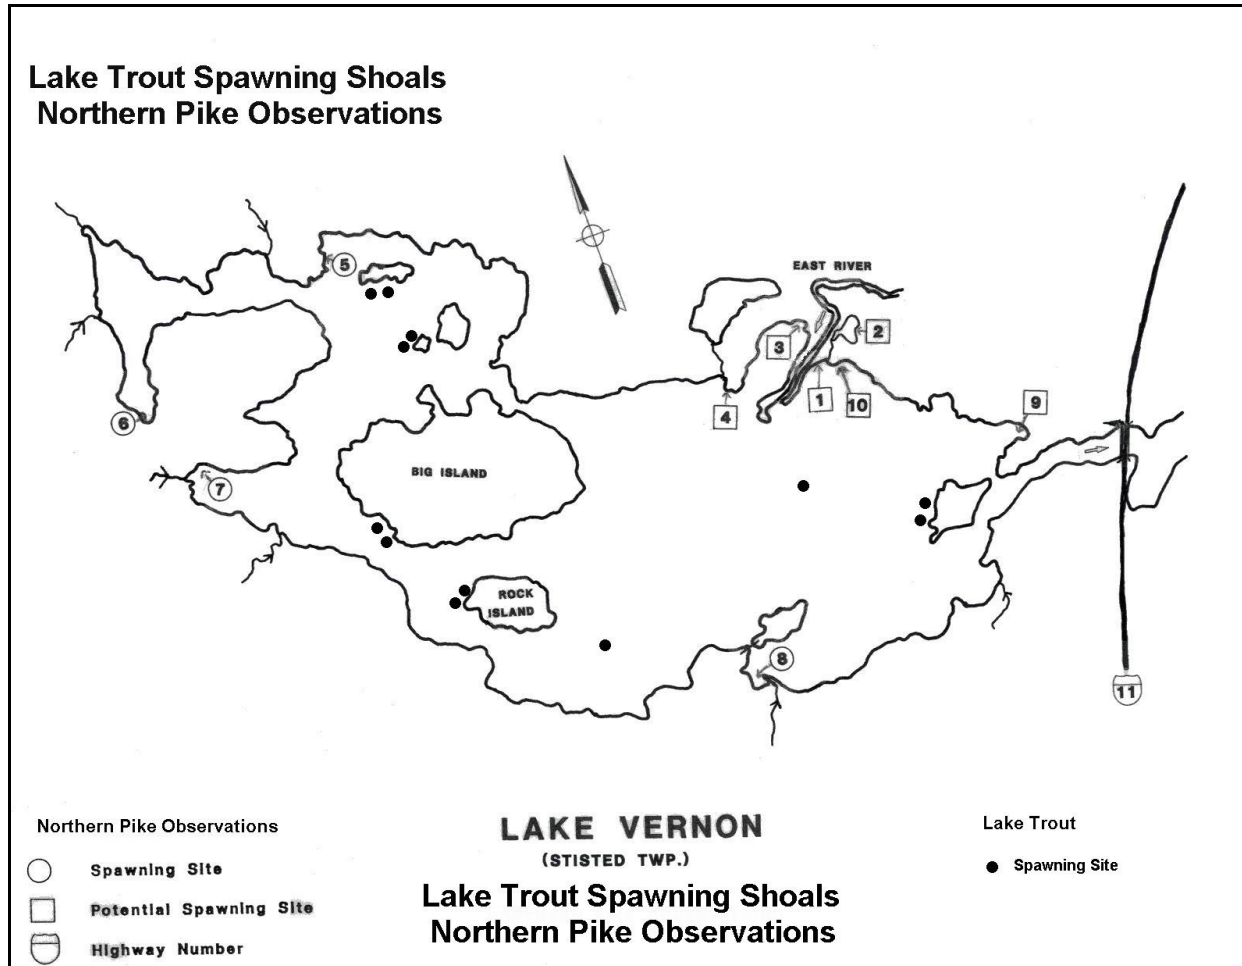 Lake Trout Spawning Shoals
Northern Pike Observations
EAST RIVER
5
2
3
1
10
4
9
6
7
BIG ISLAND
ROCK
ISLAND
8
11
Northern Pike Observations
Spawning Site
Potential Spawning Site
Highway Number
LAKE VERNON
(STISTED TWP.)
Lake Trout Spawning Shoals
Northern Pike Observations
Lake Trout
Spawning Site